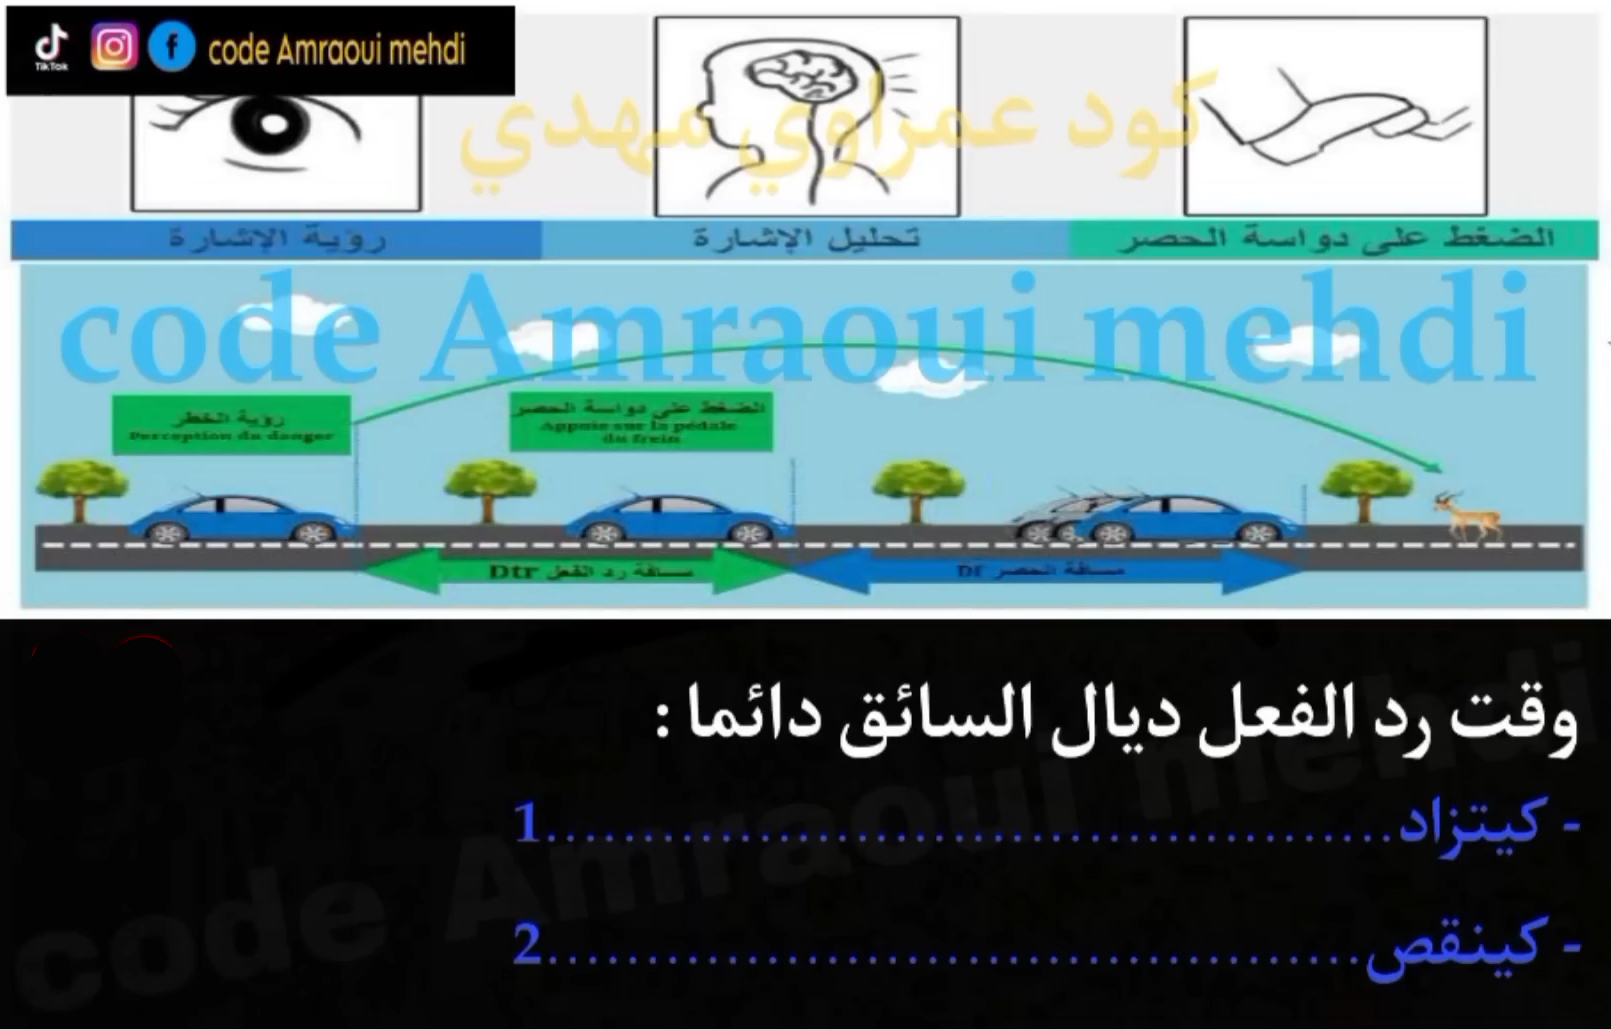 TikTok code Amraoui mehdi
كود عمراوي مهدي
رؤية الإشارة
تحليل الإشارة
الضغط على دواسة الحصر
code Amraoui mehdi
رؤية الخطر
Perception du danger
الضغط على دواسة الحصر
Appuie sur la pédale
du frein
مسافة رد الفعل Dtr
مسافة الحصر Df
وقت رد الفعل ديال السائق دائما :
- كيتزاد..........................................1
- كينقص.........................................2
code Amraoui mehdi